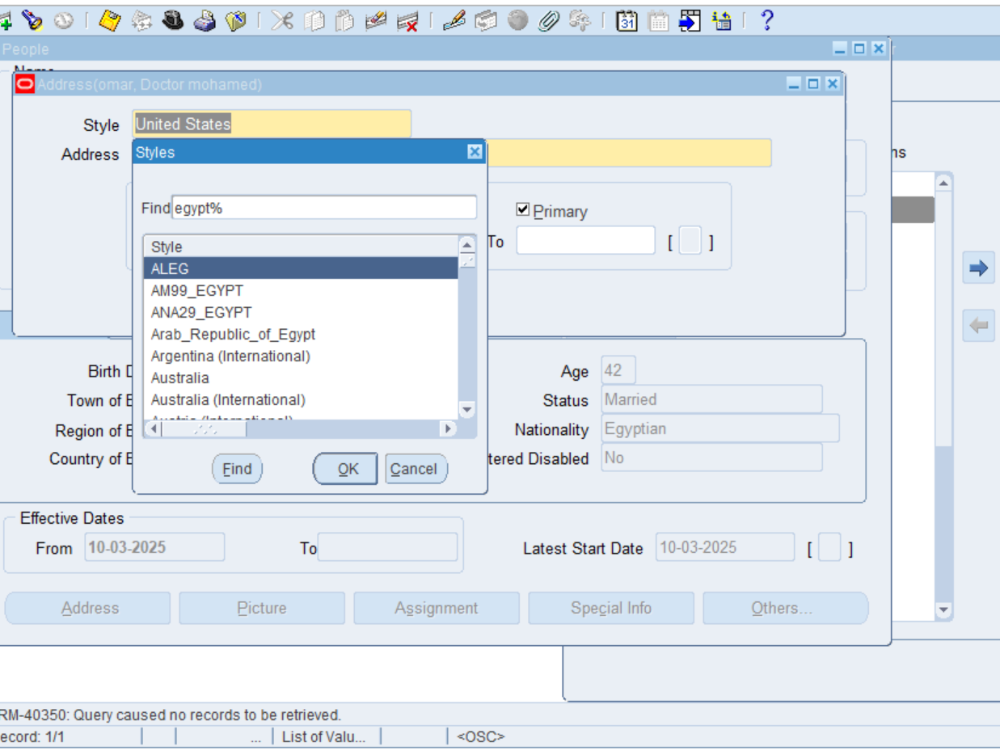 People
Name
Address(omar, Doctor mohamed)
Style United States
Address
Styles
Find egypt%
Primary
Style
To [ ]
ALEG
AM99_EGYPT
ANA29_EGYPT
Arab_Republic_of_Egypt
Argentina (International)
Australia
Australia (International)
Austria (International)
Find OK Cancel
ns
Birth D
Age 42
Town of B
Status Married
Region of B
Nationality Egyptian
Country of B
tered Disabled No
Effective Dates
From 10-03-2025 To Latest Start Date 10-03-2025 [ ]
Address Picture Assignment Special Info Others...
RM-40350: Query caused no records to be retrieved.
ecord: 1/1 ... List of Valu... <OSC>
31
?